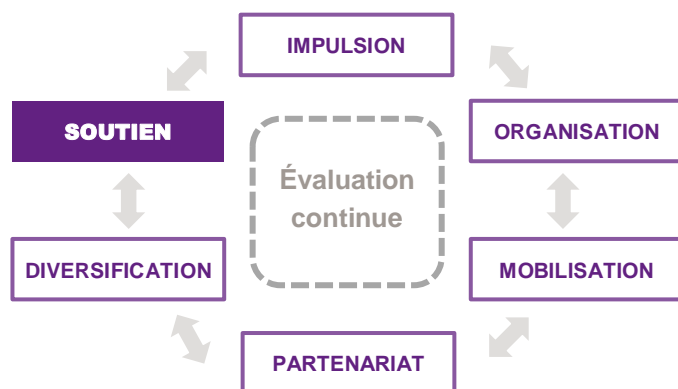 IMPULSION
SOUTIEN
ORGANISATION
Évaluation
continue
DIVERSIFICATION
MOBILISATION
PARTENARIAT